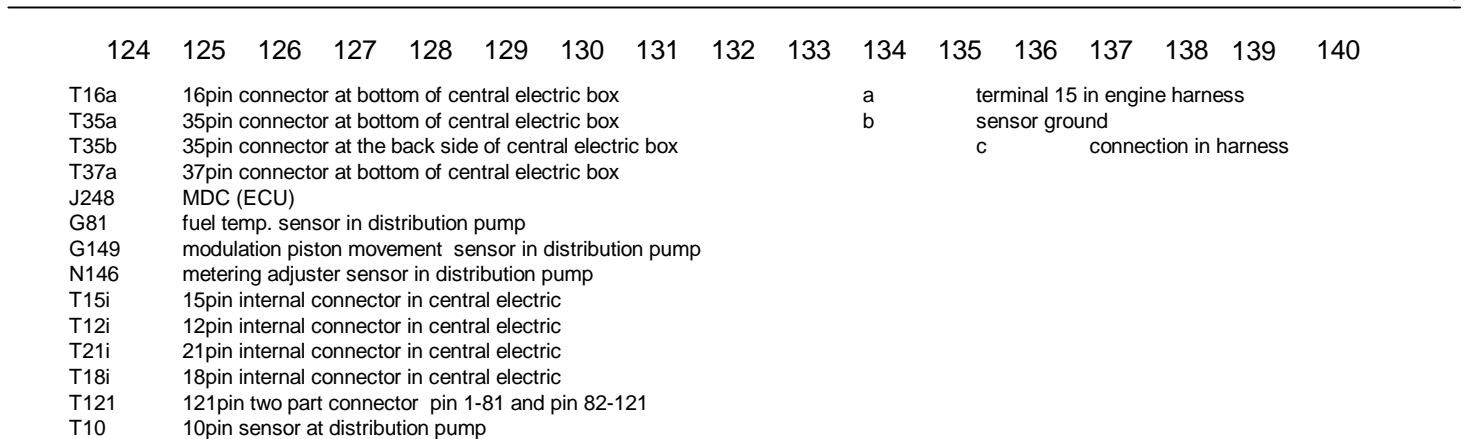 124 125 126 127 128 129 130 131 132 133 134 135 136 137 138 139 140
T16a 16pin connector at bottom of central electric box a terminal 15 in engine harness
T35a 35pin connector at bottom of central electric box b sensor ground
T35b 35pin connector at the back side of central electric box c connection in harness
T37a 37pin connector at bottom of central electric box
J248 MDC (ECU)
G81 fuel temp. sensor in distribution pump
G149 modulation piston movement sensor in distribution pump
N146 metering adjuster sensor in distribution pump
T15i 15pin internal connector in central electric
T12i 12pin internal connector in central electric
T21i 21pin internal connector in central electric
T18i 18pin internal connector in central electric
T121 121pin two part connector pin 1-81 and pin 82-121
T10 10pin sensor at distribution pump